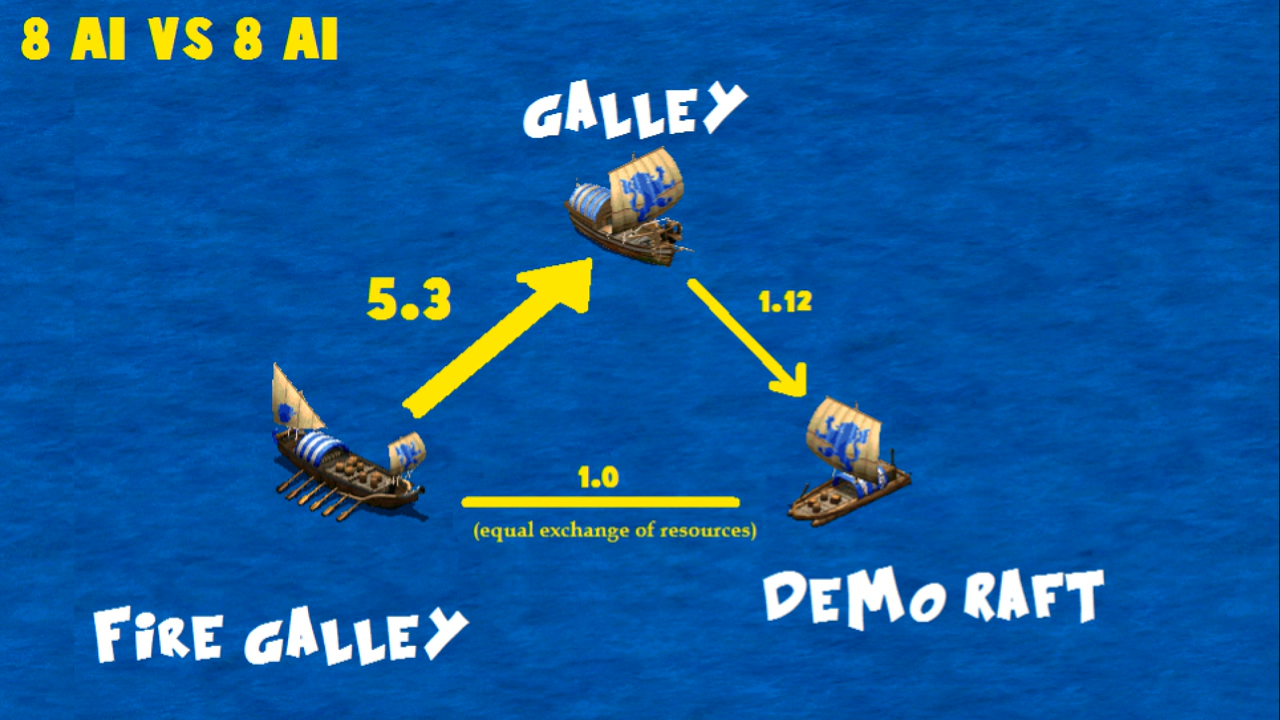 8 AI VS 8 AI
GALLEY
5.3
1.12
1.0
(equal exchange of resources)
DEMO RAFT
FiRE GALLEY